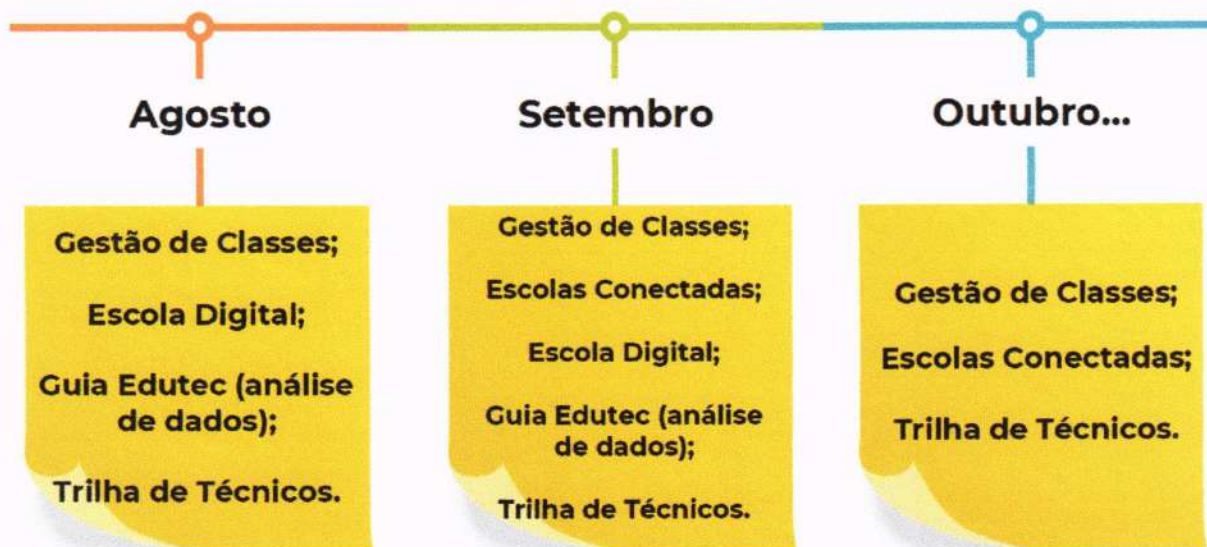 Agosto
Gestão de Classes;
Escola Digital;
Guia Edutec (análise
de dados);
Trilha de Técnicos.
Setembro
Gestão de Classes;
Escolas Conectadas;
Escola Digital;
Guia Edutec (análise
de dados);
Trilha de Técnicos.
Outubro...
Gestão de Classes;
Escolas Conectadas;
Trilha de Técnicos.